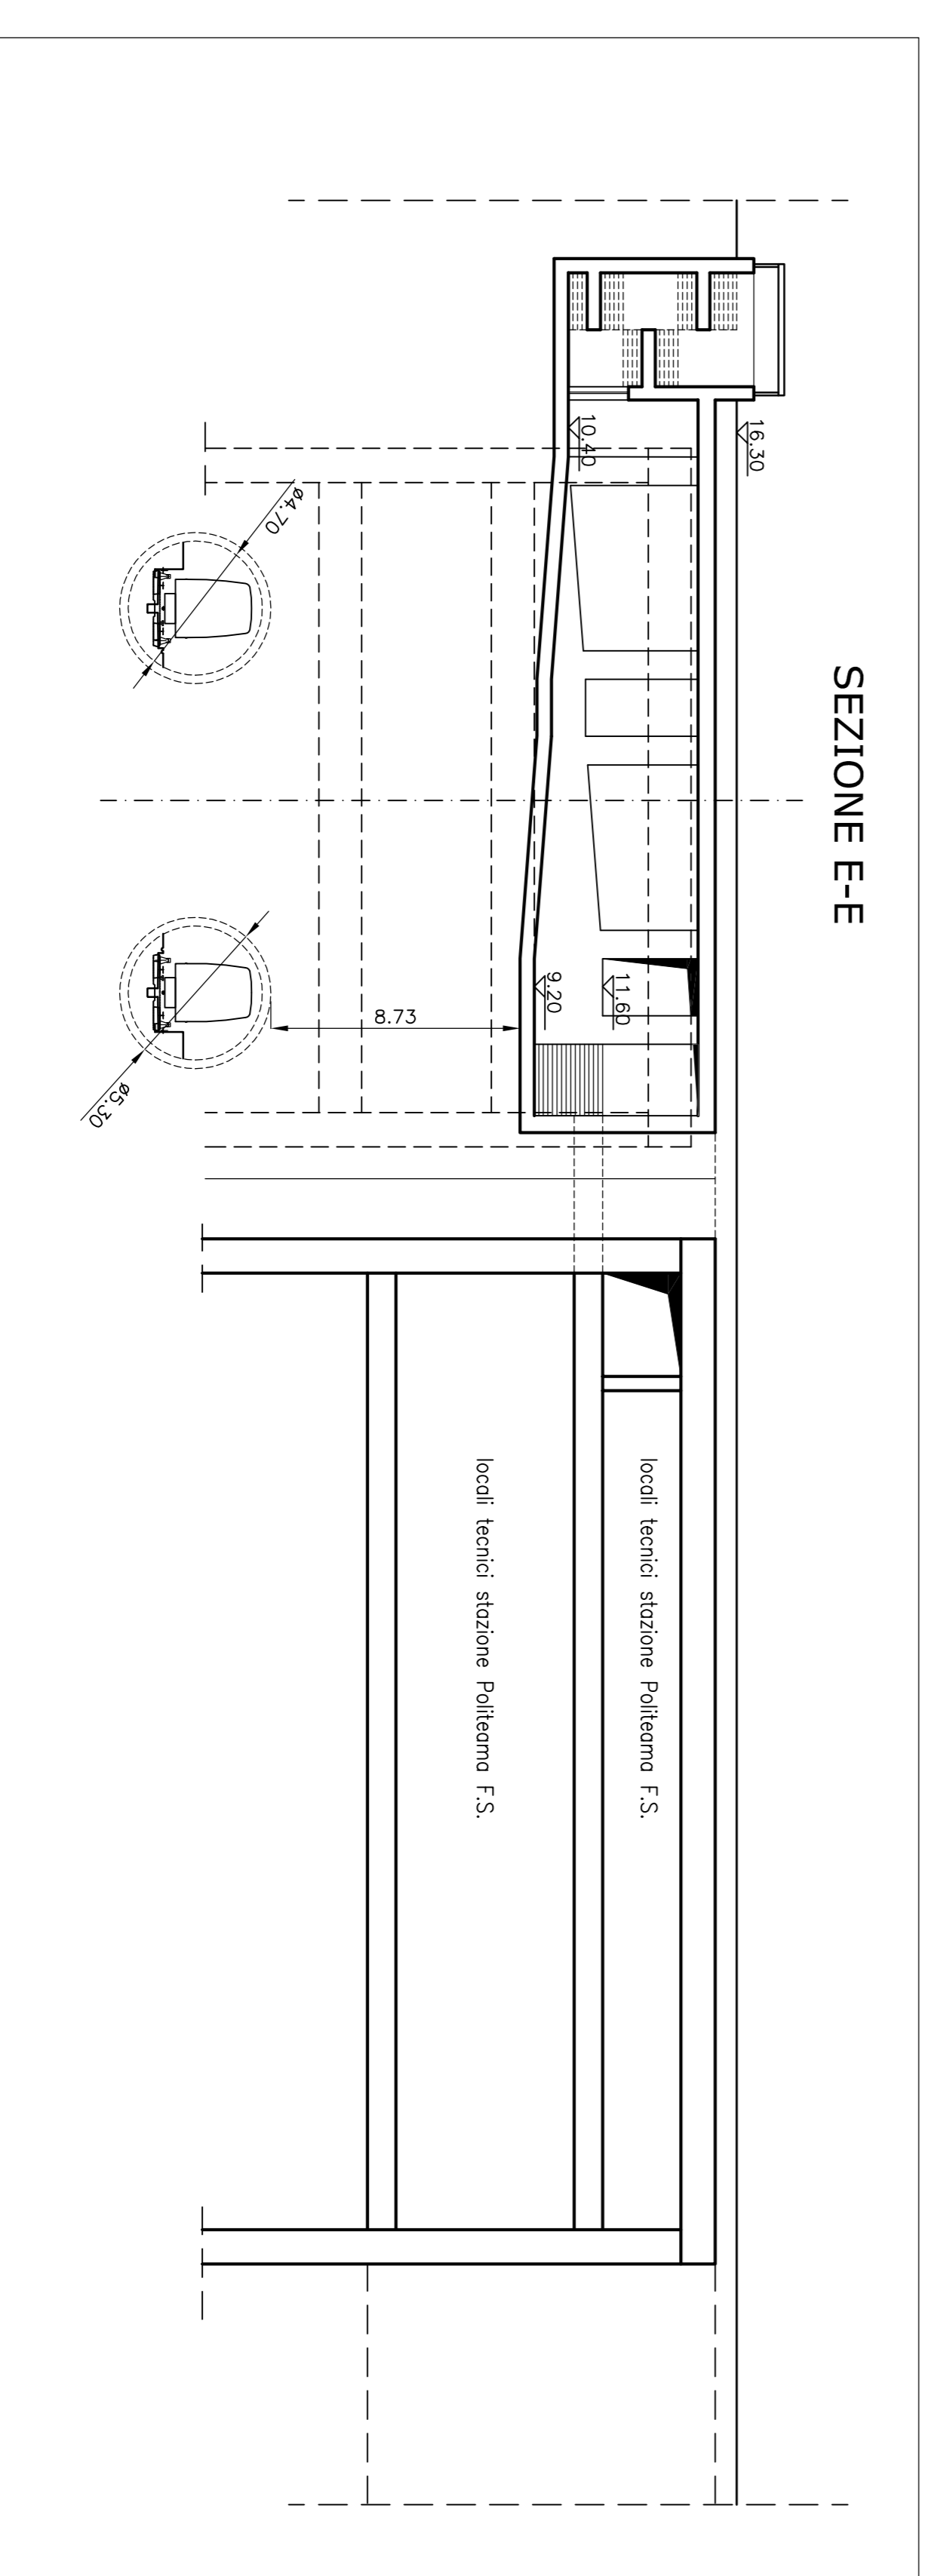 SEZIONE E-E
16.30
10.40
11.60
9.20
8.73
ø4.70
ø5.30
locali tecnici stazione Politeama F.S.
locali tecnici stazione Politeama F.S.